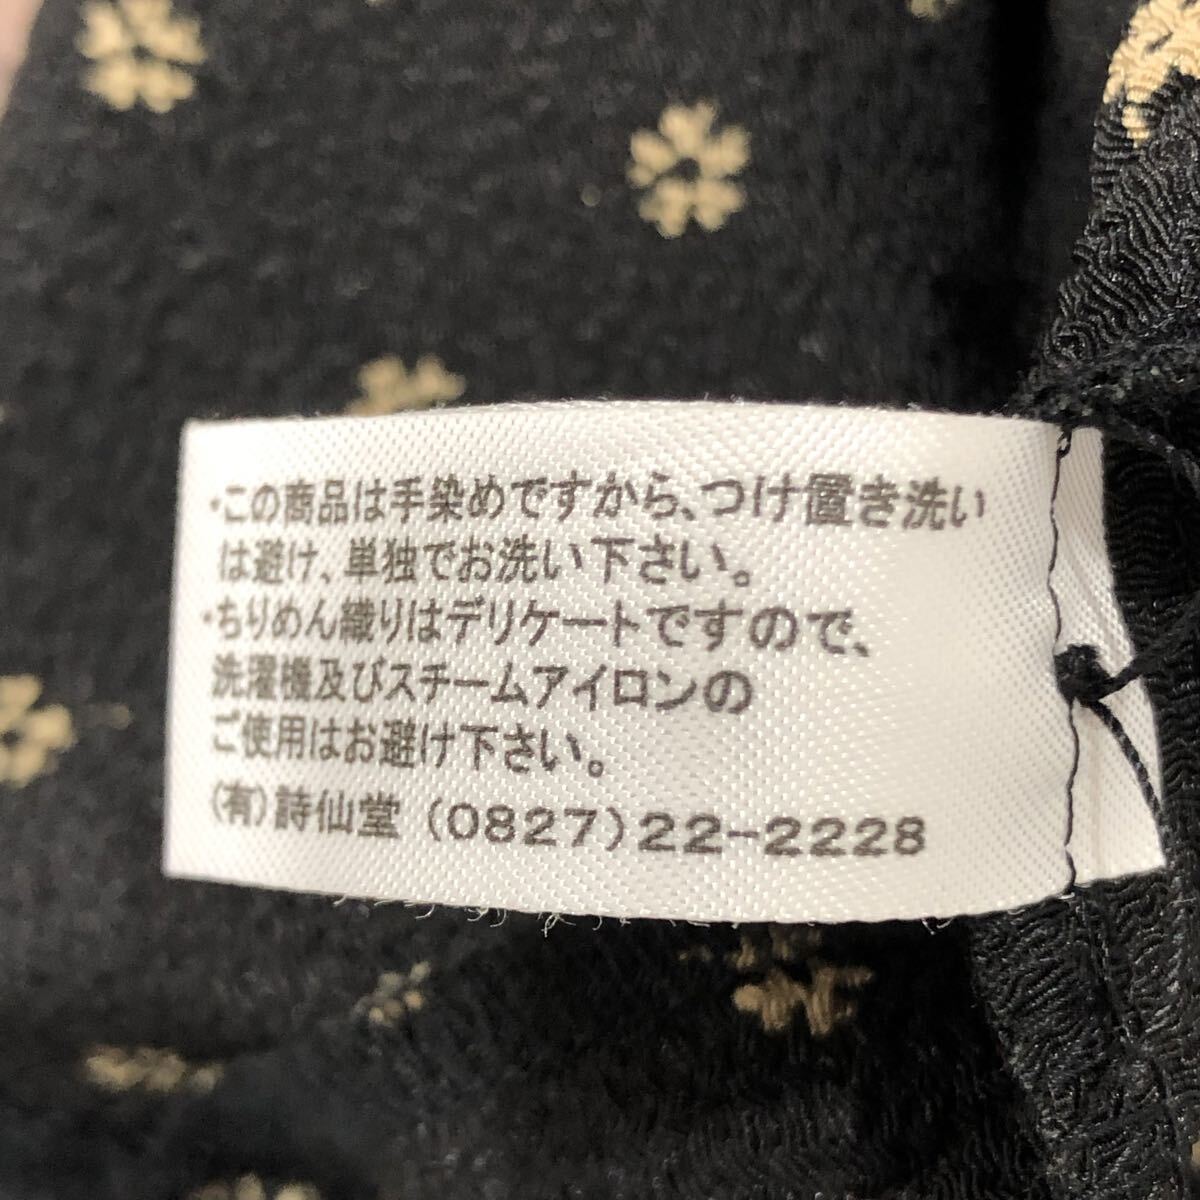 ・この商品は手染めですから、つけ置き洗い
は避け、単独でお洗い下さい。
・ちりめん織りはデリケートですので、
洗濯機及びスチームアイロンの
ご使用はお避け下さい。
(有)詩仙堂 (0827)22-2228